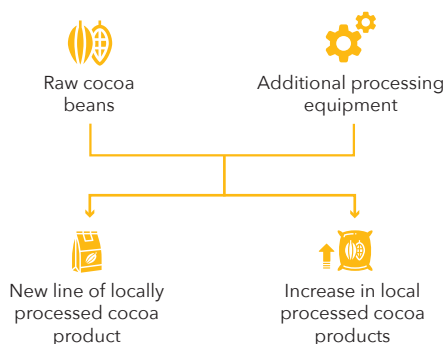 Raw cocoa
beans
Additional processing
equipment
New line of locally
processed cocoa
product
Increase in local
processed cocoa
products